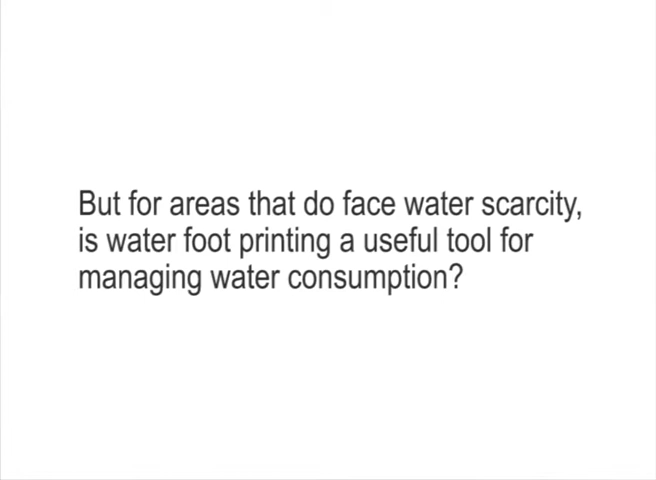 But for areas that do face water scarcity,
is water foot printing a useful tool for
managing water consumption?